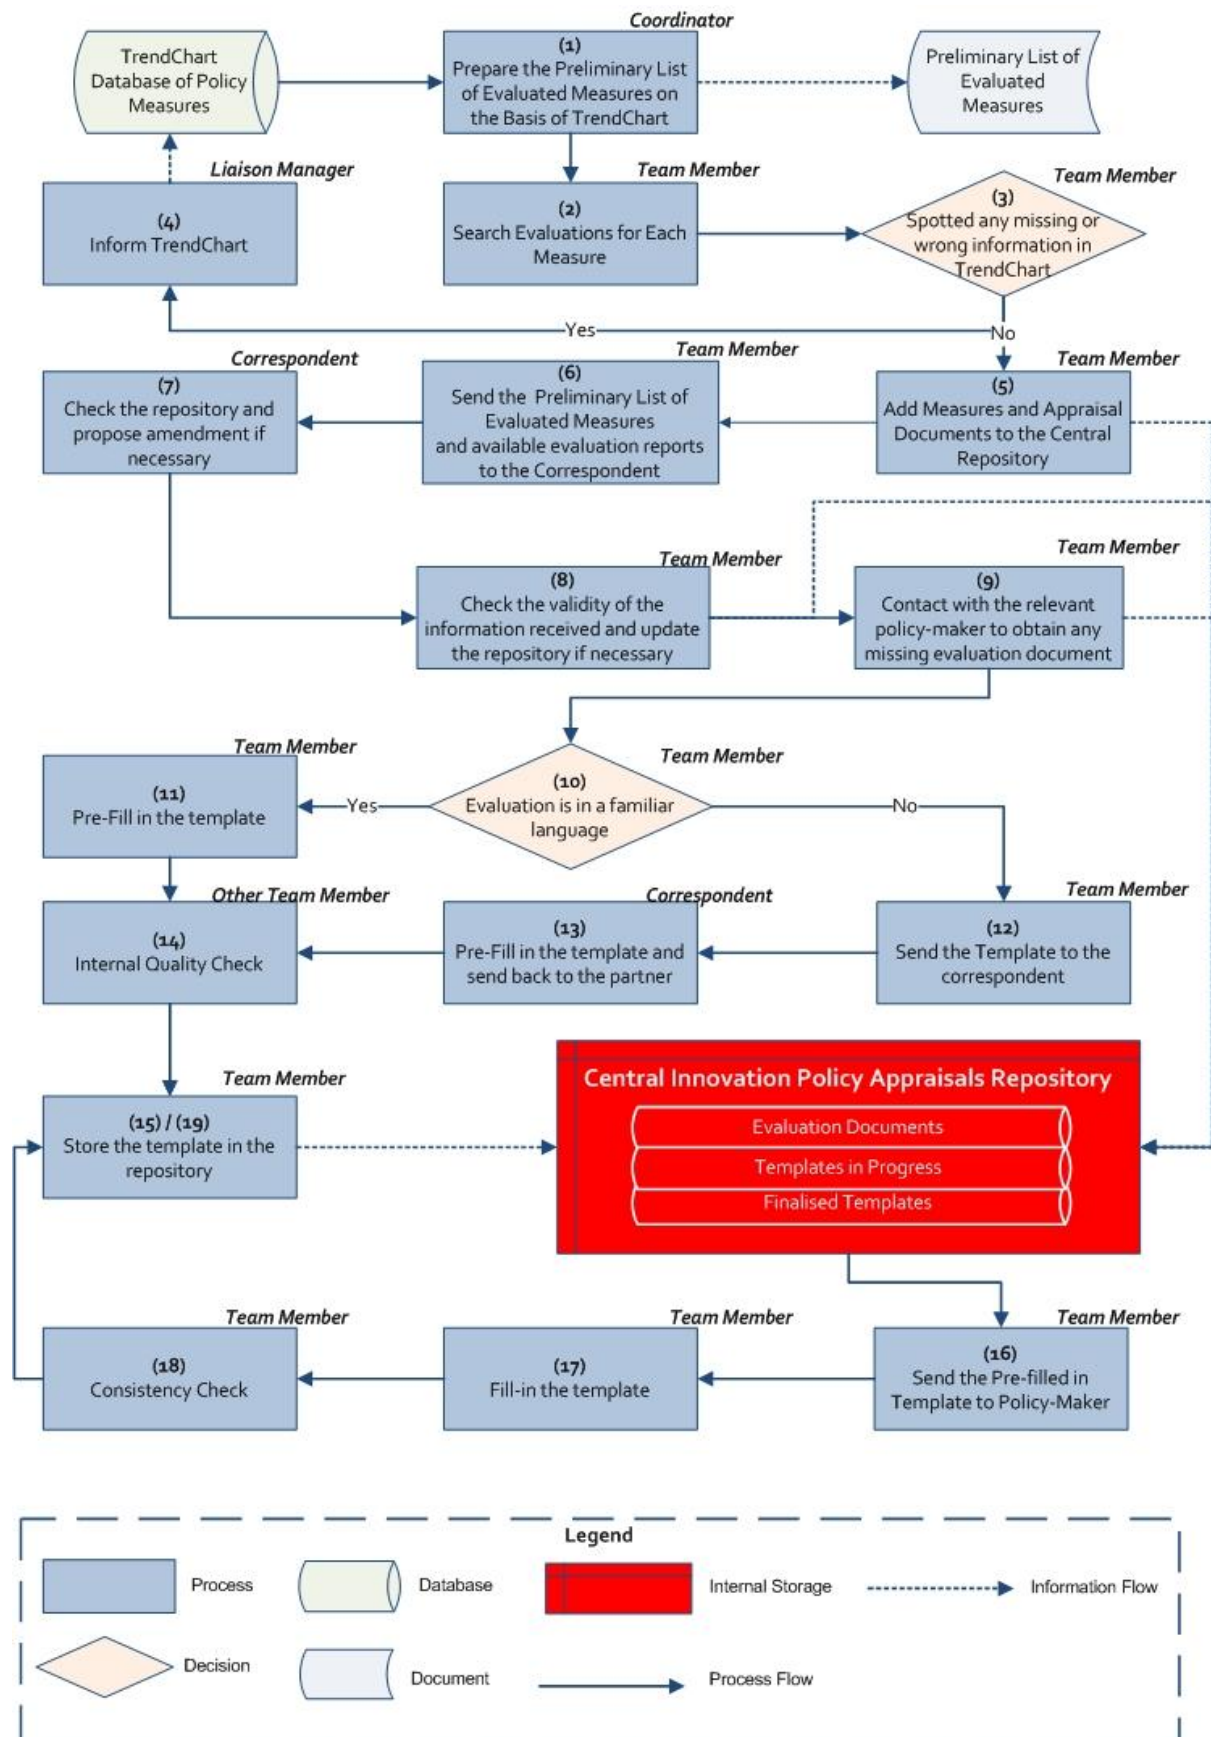 Coordinator
TrendChart
Database of Policy
Measures
(1)
Prepare the Preliminary List
of Evaluated Measures on
the Basis of TrendChart
Preliminary List of
Evaluated
Measures
Liaison Manager
Team Member
Team Member
(4)
Inform TrendChart
(2)
Search Evaluations for Each
Measure
(3)
Spotted any missing or
wrong information in
TrendChart
Yes
No
Correspondent
Team Member
Team Member
(7)
Check the repository and
propose amendment if
necessary
(6)
Send the Preliminary List of
Evaluated Measures
and available evaluation reports
to the Correspondent
(5)
Add Measures and Appraisal
Documents to the Central
Repository
Team Member
Team Member
(8)
Check the validity of the
information received and update
the repository if necessary
(9)
Contact with the relevant
policy-maker to obtain any
missing evaluation document
Team Member
Team Member
(11)
Pre-Fill in the template
Yes
(10)
Evaluation is in a familiar
language
No
Other Team Member
Correspondent
Team Member
(14)
Internal Quality Check
(13)
Pre-Fill in the template and
send back to the partner
(12)
Send the Template to the
correspondent
Team Member
(15) / (19)
Store the template in the
repository
Central Innovation Policy Appraisals Repository
Evaluation Documents
Templates in Progress
Finalised Templates
Team Member
Team Member
Team Member
(18)
Consistency Check
(17)
Fill-in the template
(16)
Send the Pre-filled in
Template to Policy-Maker
Legend
Process
Database
Internal Storage
Information Flow
Decision
Document
Process Flow